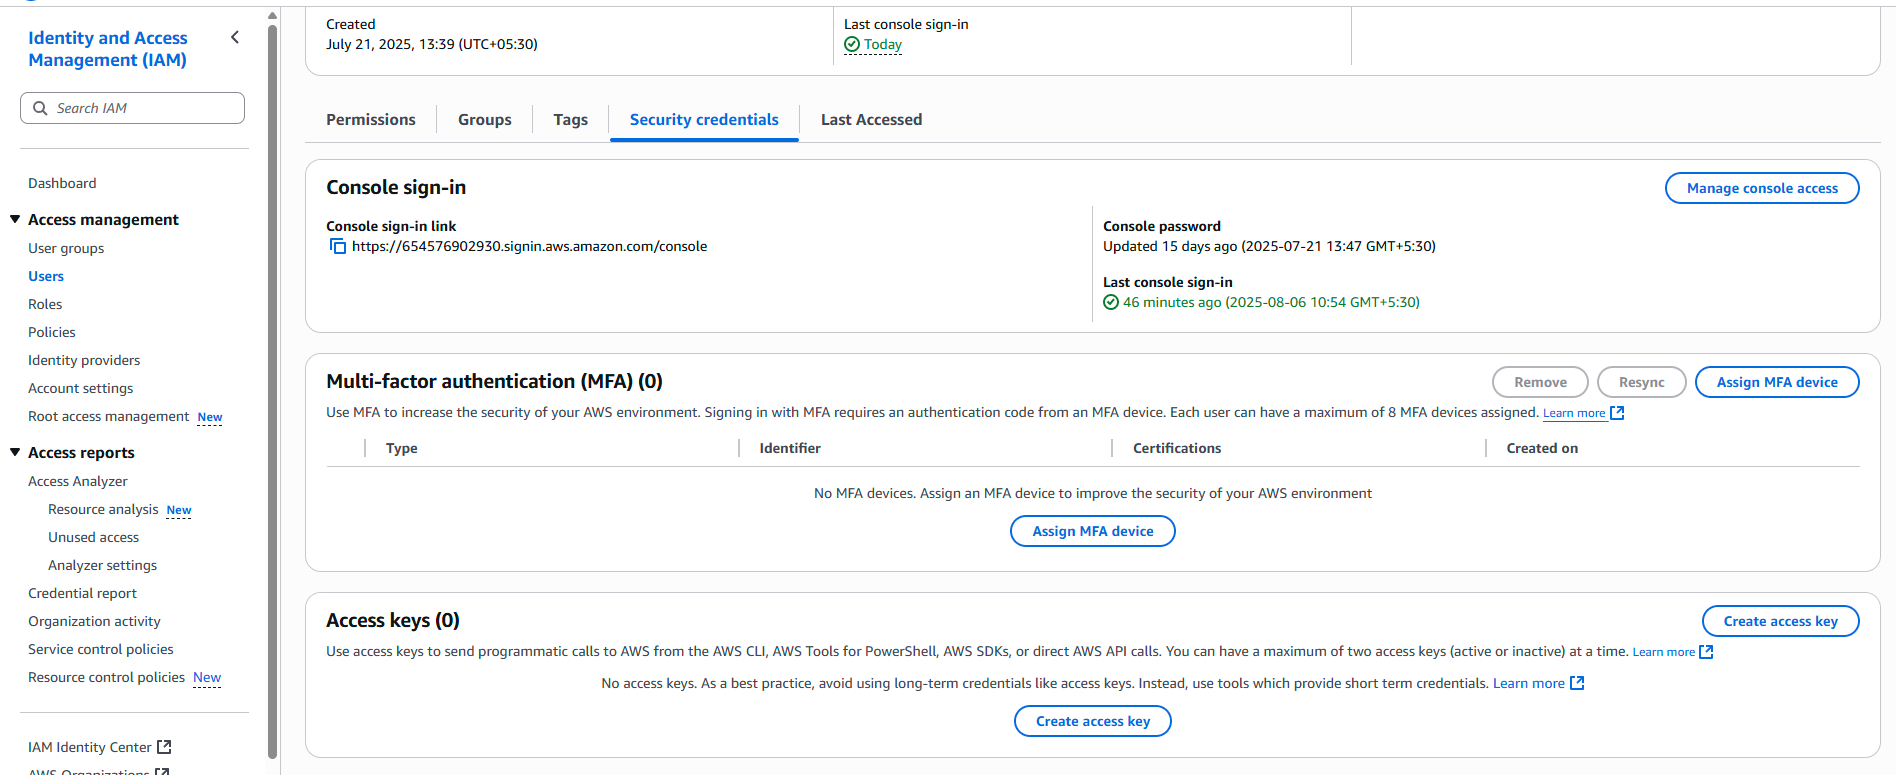 Identity and Access
Management (IAM)
Search IAM
Dashboard
Access management
User groups
Users
Roles
Policies
Identity providers
Account settings
Root access management New
Access reports
Access Analyzer
Resource analysis New
Unused access
Analyzer settings
Credential report
Organization activity
Service control policies
Resource control policies New
IAM Identity Center
AWS Organizations
Created
July 21, 2025, 13:39 (UTC+05:30)
Last console sign-in
Today
Permissions
Groups
Tags
Security credentials
Last Accessed
Console sign-in
Manage console access
Console sign-in link
https://654576902930.signin.aws.amazon.com/console
Console password
Updated 15 days ago (2025-07-21 13:47 GMT+5:30)
Last console sign-in
46 minutes ago (2025-08-06 10:54 GMT+5:30)
Multi-factor authentication (MFA) (0)
Remove
Resync
Assign MFA device
Use MFA to increase the security of your AWS environment. Signing in with MFA requires an authentication code from an MFA device. Each user can have a maximum of 8 MFA devices assigned. Learn more
Type
Identifier
Certifications
Created on
No MFA devices. Assign an MFA device to improve the security of your AWS environment
Assign MFA device
Access keys (0)
Create access key
Use access keys to send programmatic calls to AWS from the AWS CLI, AWS Tools for PowerShell, AWS SDKs, or direct AWS API calls. You can have a maximum of two access keys (active or inactive) at a time. Learn more
No access keys. As a best practice, avoid using long-term credentials like access keys. Instead, use tools which provide short term credentials. Learn more
Create access key